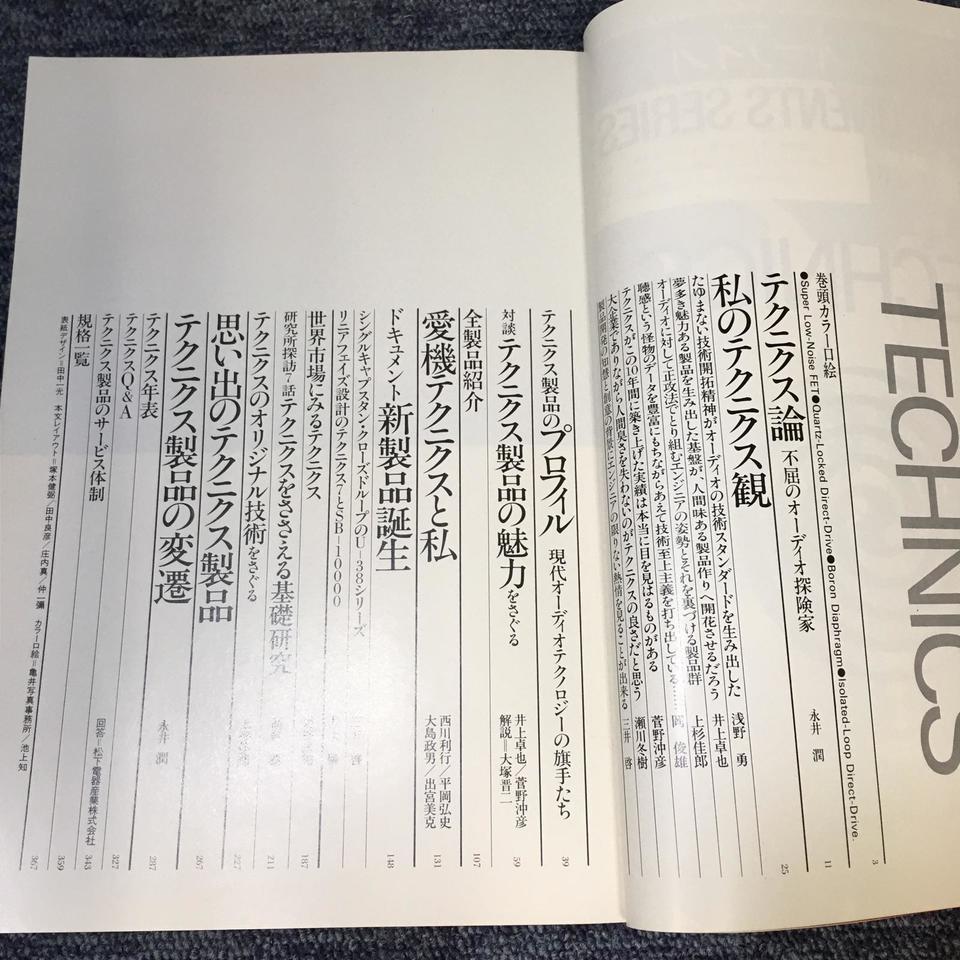 TECHNICS
巻頭カラー口絵 3
●Super Low-Noise FET●Quartz-Locked Direct-Drive●Boron Diaphragm●Isolated-Loop Direct-Drive.
テクニクス論 不屈のオーディオ探険家 永井 潤 11
私のテクニクス観 25
たゆまない技術開拓精神がオーディオの技術スタンダードを生み出した 浅野 勇
夢多き魅力ある製品を生み出した基盤が、人間味ある製品作りへ開花させるだろう 井上卓也
オーディオに対して正攻法でとり組むエンジニアの姿勢とそれを裏づける製品群 上杉佳郎
聴感という怪物のデータを豊富にもちながらあえて技術至上主義を打ち出している…… 岡 俊雄
テクニクスが、この10年間に築き上げた実績は本当に目を見はるものがある 菅野沖彦
大企業でありながら人間臭さを失わないのがテクニクスの良さだと思う 瀬川冬樹
製品開発の自信と創意の背景にエンジニアの限りない熱情を見ることが出来る 三井 啓
テクニクス製品のプロフィル 現代オーディオテクノロジーの旗手たち 39
対談 テクニクス製品の魅力をさぐる 井上卓也/菅野沖彦 解説=大塚晋二 59
全製品紹介 107
愛機テクニクスと私 西川利行/平岡弘史 大島政男/出宮美克 131
ドキュメント 新製品誕生 148
シングルキャプスタン・クローズドループのU-38シリーズ 啓
リニアフェイズ設計のテクニクス7とSB-10000
世界市場にみるテクニクス 187
研究所探訪7話 テクニクスをささえる基礎研究
テクニクスのオリジナル技術をさぐる 211
思い出のテクニクス製品 227
テクニクス製品の変遷 永井 潤 267
テクニクス年表 287
テクニクスQ&A 327
テクニクス製品のサービス体制 回答=松下電器産業株式会社 343
規格一覧 359
表紙デザイン=田中一光 本文レイアウト=塚本健弼/田中良彦/庄内真/仲一彌 カラー口絵=亀井写真事務所/池上知 367